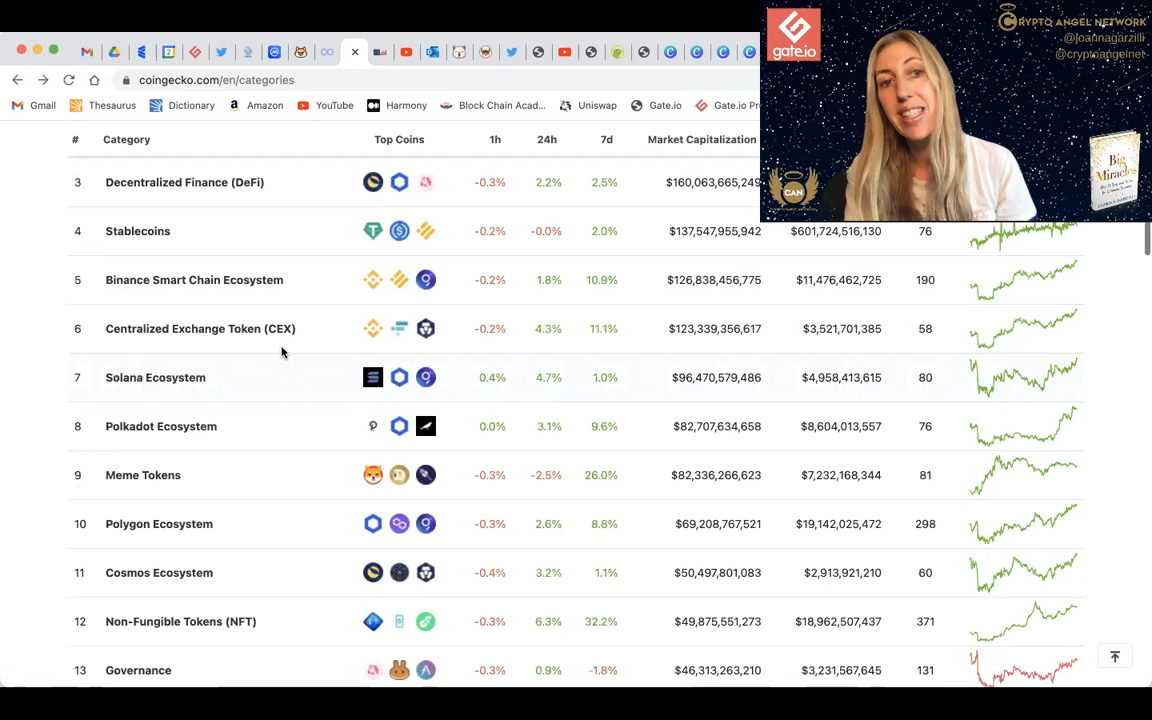 gate.io
CRYPTO ANGEL NETWORK
@joannagarzilli
@cryptoangelnet
Big
Miracles
CAN
coingecko.com/en/categories
Gmail Thesaurus Dictionary Amazon YouTube Harmony Block Chain Acad... Uniswap Gate.io Gate.io Pr
# Category Top Coins 1h 24h 7d Market Capitalization
3 Decentralized Finance (DeFi) -0.3% 2.2% 2.5% $160,063,665,249
4 Stablecoins -0.2% -0.0% 2.0% $137,547,955,942 $601,724,516,130 76
5 Binance Smart Chain Ecosystem -0.2% 1.8% 10.9% $126,838,456,775 $11,476,462,725 190
6 Centralized Exchange Token (CEX) -0.2% 4.3% 11.1% $123,339,356,617 $3,521,701,385 58
7 Solana Ecosystem 0.4% 4.7% 1.0% $96,470,579,486 $4,958,413,615 80
8 Polkadot Ecosystem 0.0% 3.1% 9.6% $82,707,634,658 $8,604,013,557 76
9 Meme Tokens -0.3% -2.5% 26.0% $82,336,266,623 $7,232,168,344 81
10 Polygon Ecosystem -0.3% 2.6% 8.8% $69,208,767,521 $19,142,025,472 298
11 Cosmos Ecosystem -0.4% 3.2% 1.1% $50,497,801,083 $2,913,921,210 60
12 Non-Fungible Tokens (NFT) -0.3% 6.3% 32.2% $49,875,551,273 $18,962,507,437 371
13 Governance -0.3% 0.9% -1.8% $46,313,263,210 $3,231,567,645 131